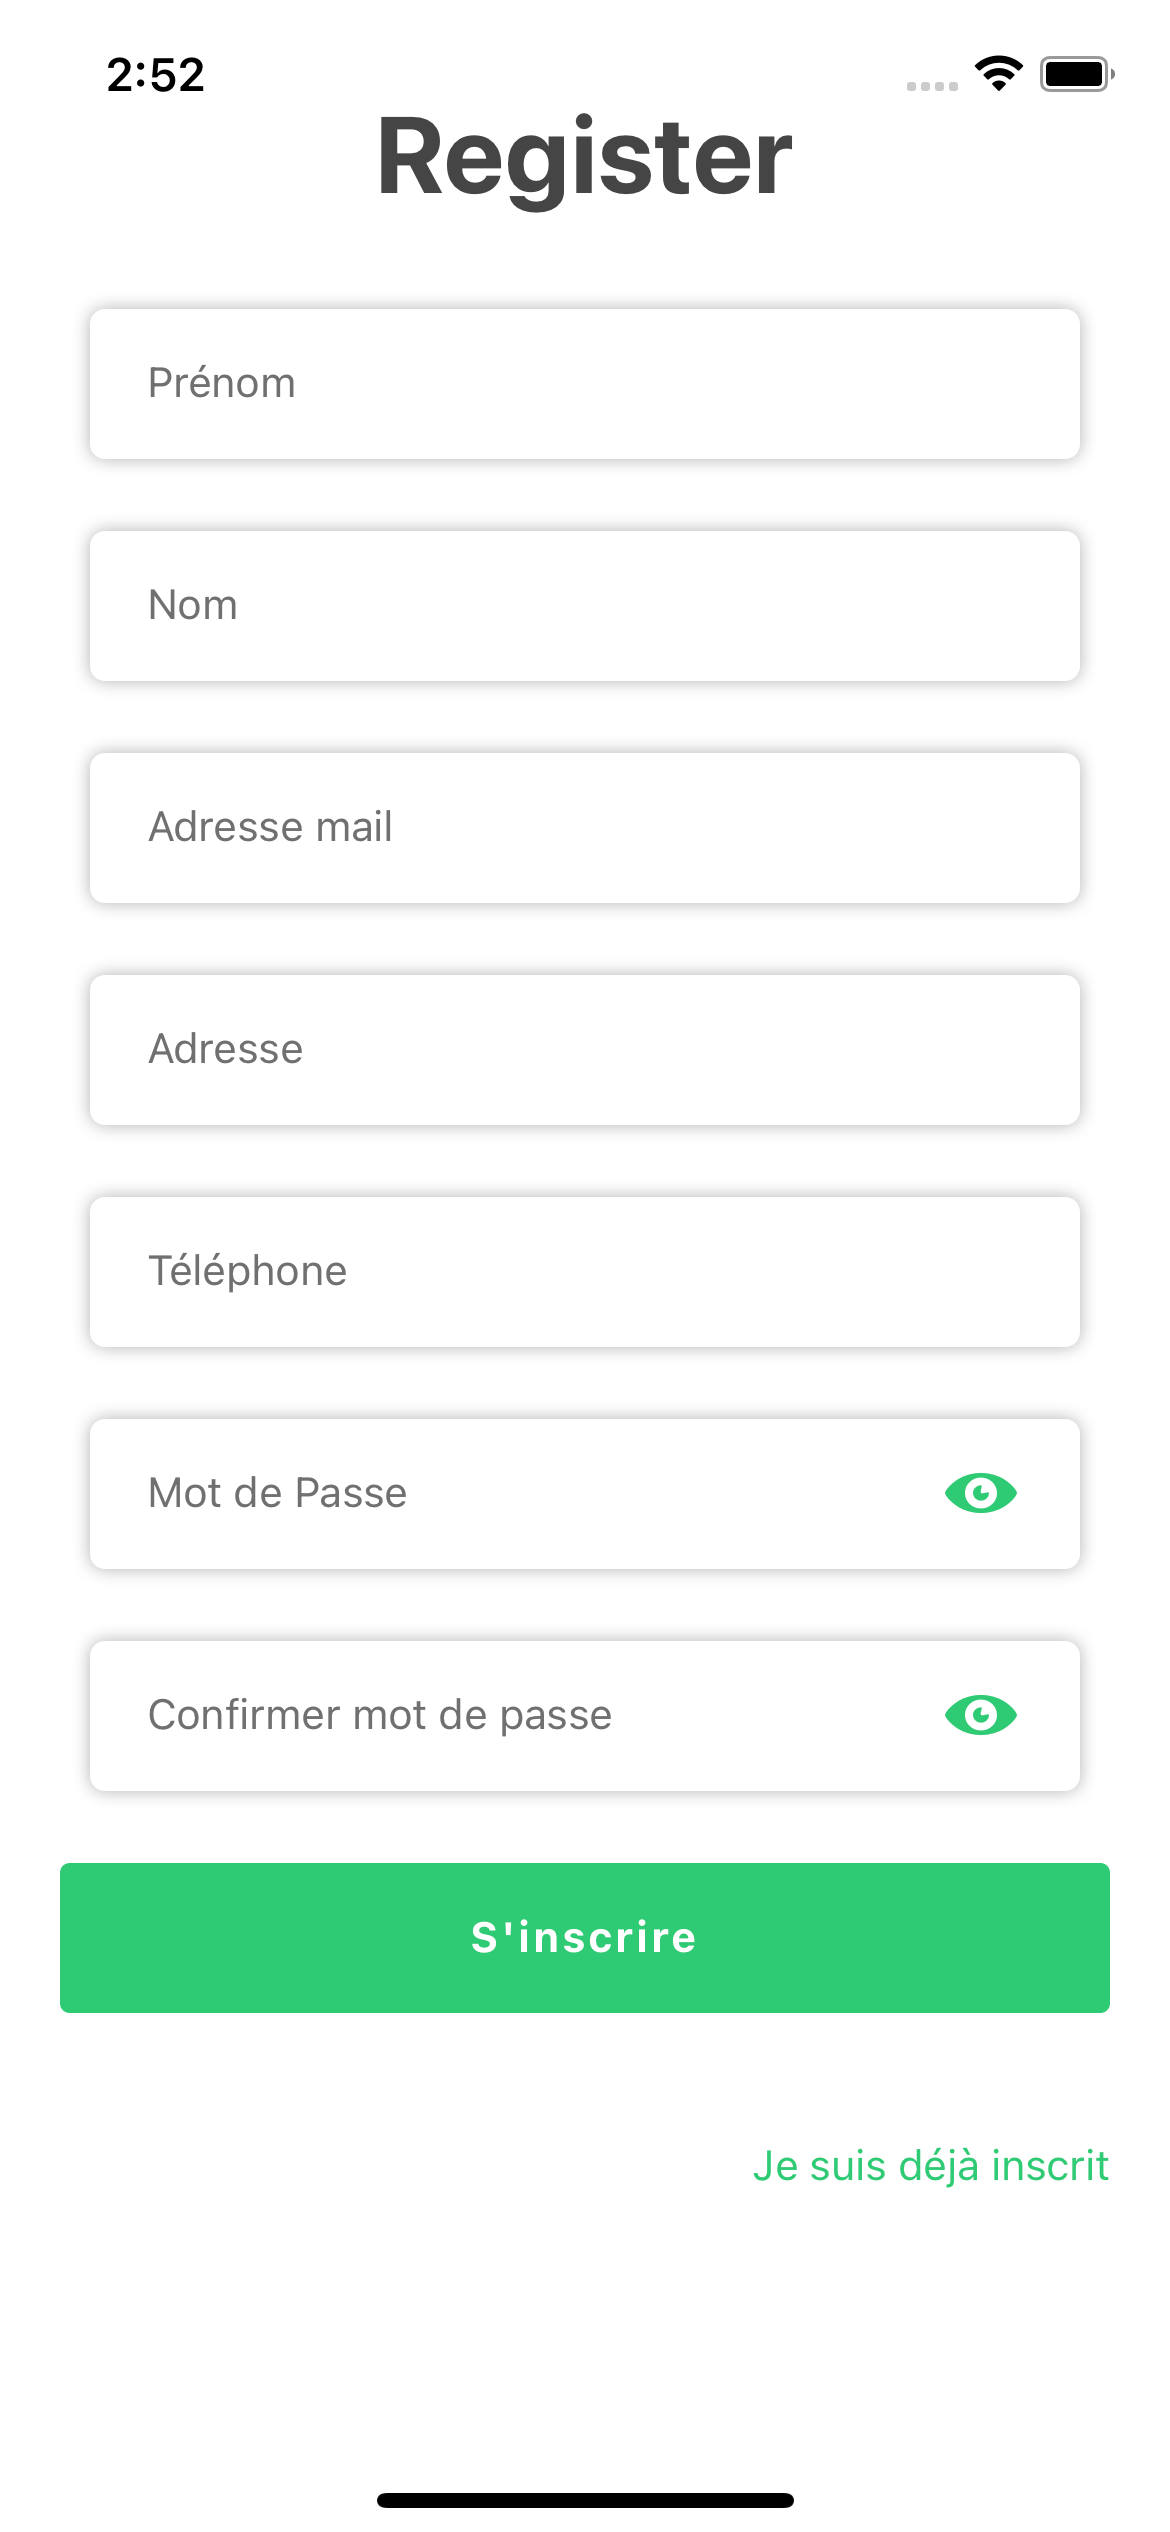 2:52
Register
Prénom
Nom
Adresse mail
Adresse
Téléphone
Mot de Passe
Confirmer mot de passe
S'inscrire
Je suis déjà inscrit